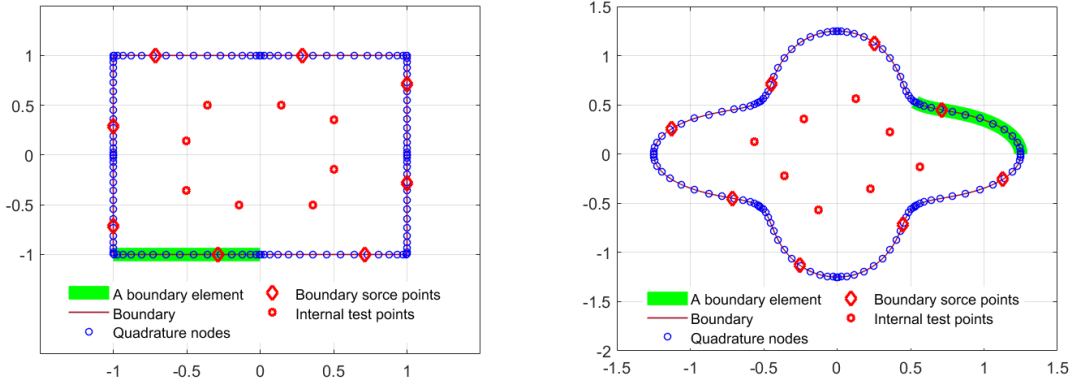 1
0.5
0
-0.5
-1
A boundary element
Boundary
Quadrature nodes
Boundary sorce points
Internal test points
-1 -0.5 0 0.5 1
1.5
1
0.5
0
-0.5
-1
-1.5
-2
A boundary element
Boundary
Quadrature nodes
Boundary sorce points
Internal test points
-1.5 -1 -0.5 0 0.5 1 1.5